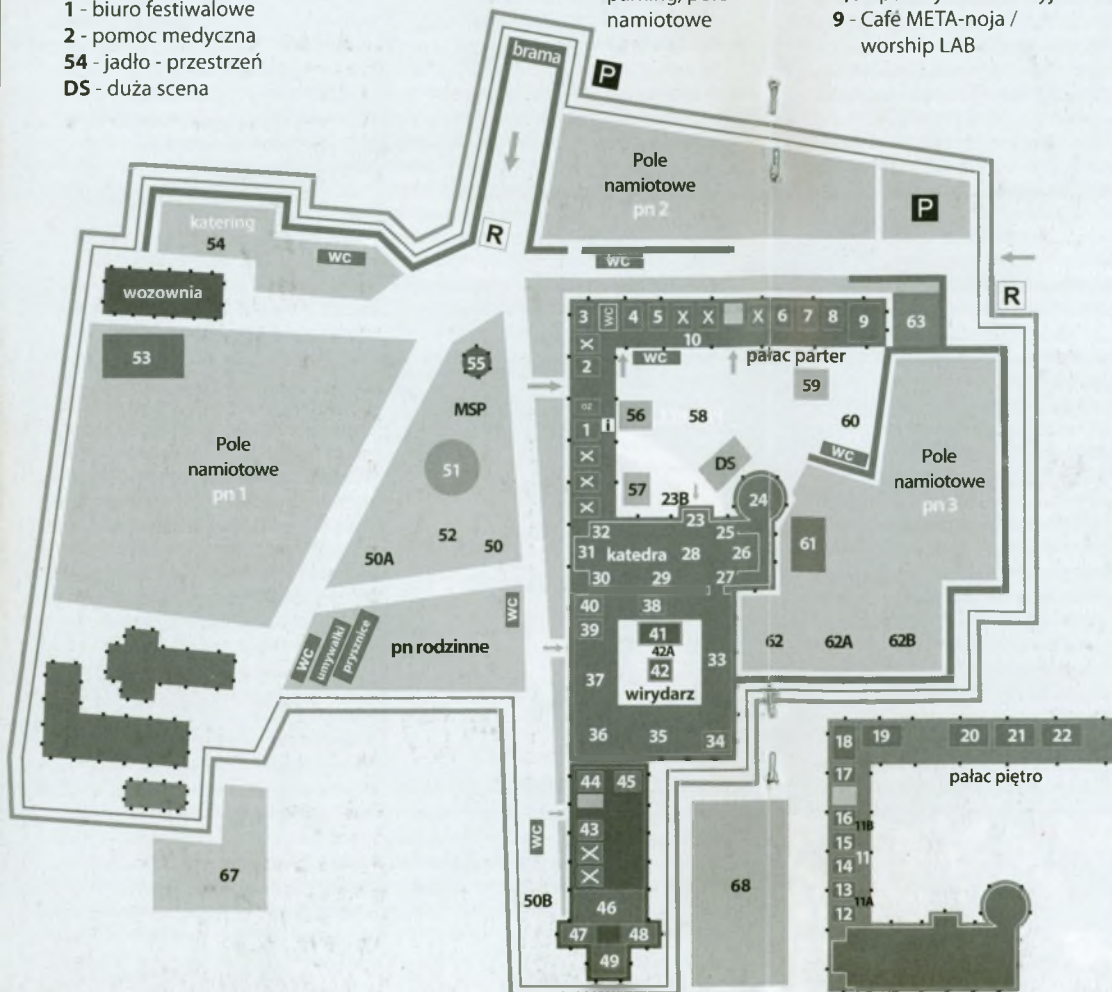 1 - biuro festiwalowe
2 - pomoc medyczna
54 - jadło - przestrzeń
DS - duża scena
namiotowe
9 - Café META-noja /
worship LAB
brama
P
Pole
namiotowe
pn 2
P
R
katering
54
WC
WC
R
wozownia
53
55
MSP
3 WC 4 5 X X X 6 7 8 9 63
10
pałac parter
X
2
WC
59
oz
1
i
56
58
60
WC
X
X
X
57
DS
23B
24
Pole
namiotowe
pn 1
51
52
50A
50
Pole
namiotowe
pn 3
32
23
25
31
katedra
28
26
30
29
27
61
40
38
39
41
42A
42
33
37
wirydarz
36
35
34
62
62A
62B
WC
umywalki
prysznice
pn rodzinne
WC
44
45
43
X
X
46
47
48
49
WC
50B
67
68
18
19
20
21
22
pałac piętro
17
16
11B
15
11
14
13
11A
12